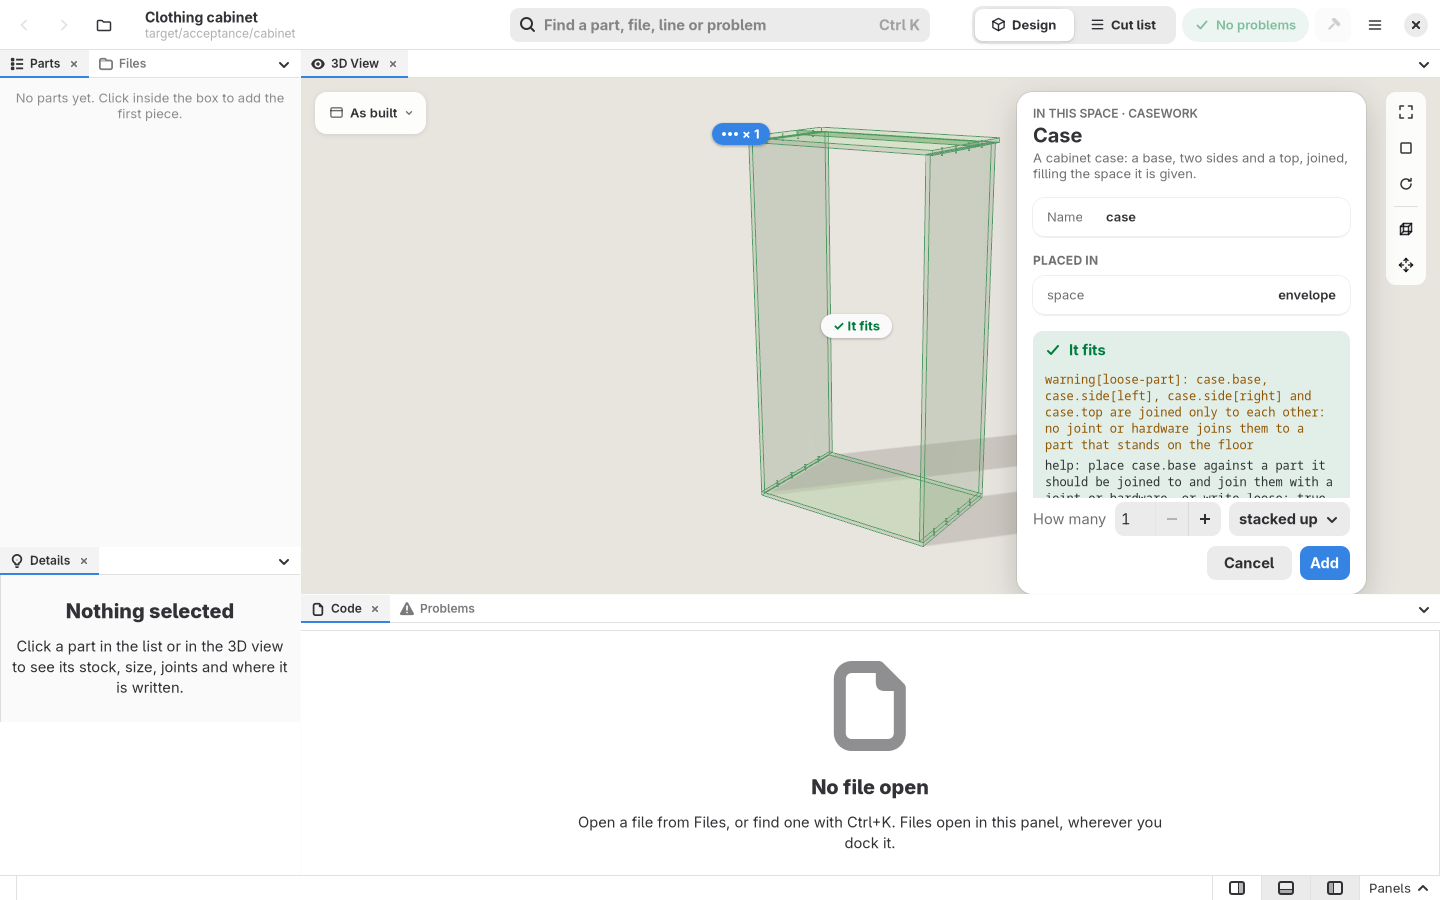 Clothing cabinet
target/acceptance/cabinet
Find a part, file, line or problem
Ctrl K
Design
Cut list
No problems
Parts
Files
3D View
No parts yet. Click inside the box to add the
first piece.
As built
••• × 1
It fits
IN THIS SPACE · CASEWORK
Case
A cabinet case: a base, two sides and a top, joined,
filling the space it is given.
Name
case
PLACED IN
space
envelope
It fits
warning[loose-part]: case.base,
case.side[left], case.side[right] and
case.top are joined only to each other:
no joint or hardware joins them to a
part that stands on the floor
help: place case.base against a part it
should be joined to and join them with a
joint or hardware, or write loose: true
How many
1
stacked up
Cancel
Add
Details
Nothing selected
Click a part in the list or in the 3D view
to see its stock, size, joints and where it
is written.
Code
Problems
No file open
Open a file from Files, or find one with Ctrl+K. Files open in this panel, wherever you
dock it.
Panels